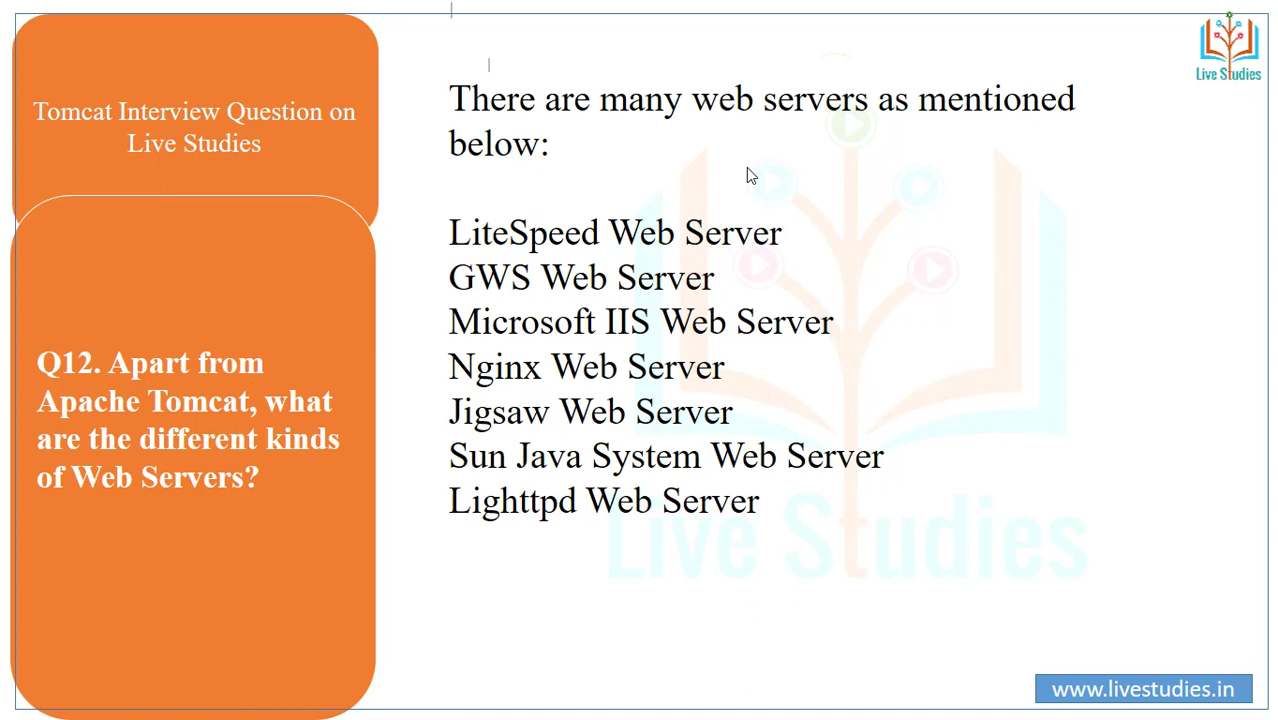 Tomcat Interview Question on
Live Studies
Q12. Apart from
Apache Tomcat, what
are the different kinds
of Web Servers?
There are many web servers as mentioned
below:
LiteSpeed Web Server
GWS Web Server
Microsoft IIS Web Server
Nginx Web Server
Jigsaw Web Server
Sun Java System Web Server
Lighttpd Web Server
Live Studies
Live Studies
www.livestudies.in